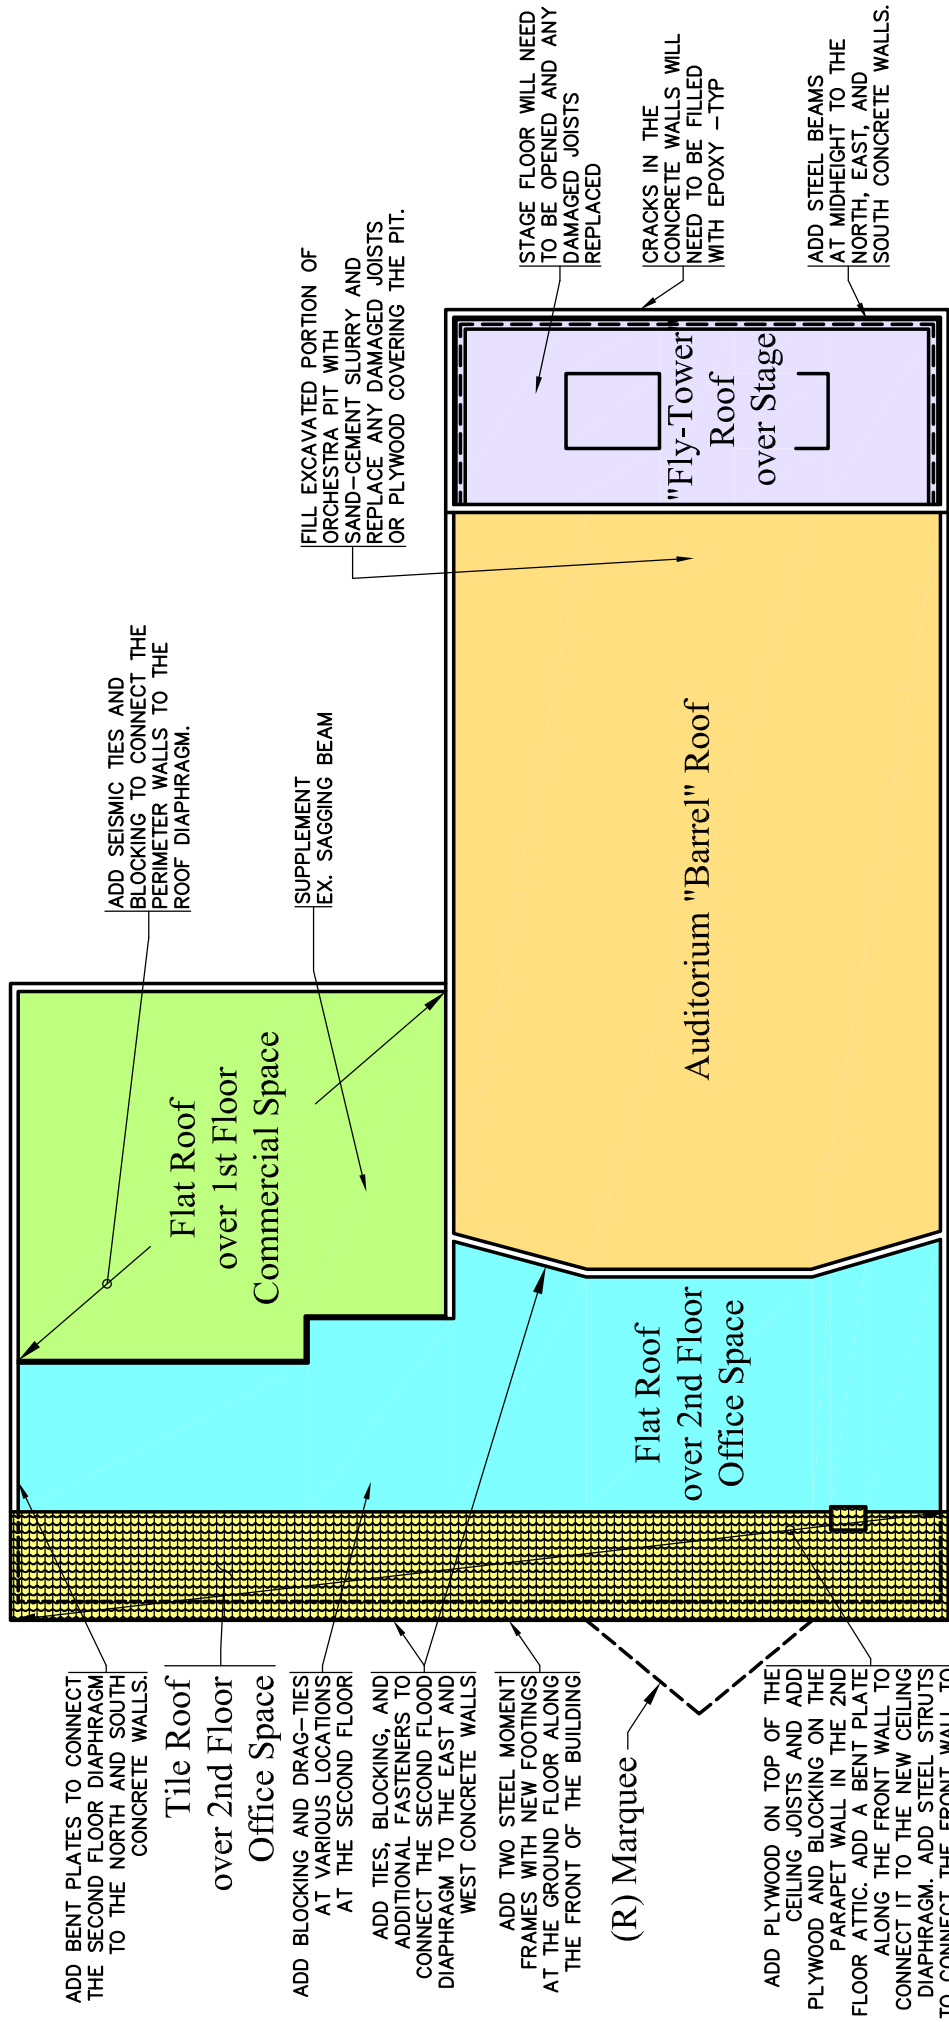 ADD BENT PLATES TO CONNECT
THE SECOND FLOOR DIAPHRAGM
TO THE NORTH AND SOUTH
CONCRETE WALLS.
Tile Roof
over 2nd Floor
Office Space
ADD BLOCKING AND DRAG-TIES
AT VARIOUS LOCATIONS
AT THE SECOND FLOOR
ADD TIES, BLOCKING, AND
ADDITIONAL FASTENERS TO
CONNECT THE SECOND FLOOD
DIAPHRAGM TO THE EAST AND
WEST CONCRETE WALLS
ADD TWO STEEL MOMENT
FRAMES WITH NEW FOOTINGS
AT THE GROUND FLOOR ALONG
THE FRONT OF THE BUILDING
(R) Marquee
ADD PLYWOOD ON TOP OF THE
CEILING JOISTS AND ADD
PLYWOOD AND BLOCKING ON THE
PARAPET WALL IN THE 2ND
FLOOR ATTIC. ADD A BENT PLATE
ALONG THE FRONT WALL TO
CONNECT IT TO THE NEW CEILING
DIAPHRAGM. ADD STEEL STRUTS
TO CONNECT THE FRONT WALL TO
Flat Roof
over 2nd Floor
Office Space
Flat Roof
over 1st Floor
Commercial Space
ADD SEISMIC TIES AND
BLOCKING TO CONNECT THE
PERIMETER WALLS TO THE
ROOF DIAPHRAGM.
SUPPLEMENT
EX. SAGGING BEAM
Auditorium "Barrel" Roof
FILL EXCAVATED PORTION OF
ORCHESTRA PIT WITH
SAND-CEMENT SLURRY AND
REPLACE ANY DAMAGED JOISTS
OR PLYWOOD COVERING THE PIT.
"Fly-Tower"
Roof
over Stage
STAGE FLOOR WILL NEED
TO BE OPENED AND ANY
DAMAGED JOISTS
REPLACED
CRACKS IN THE
CONCRETE WALLS WILL
NEED TO BE FILLED
WITH EPOXY -TYP
ADD STEEL BEAMS
AT MIDHEIGHT TO THE
NORTH, EAST, AND
SOUTH CONCRETE WALLS.